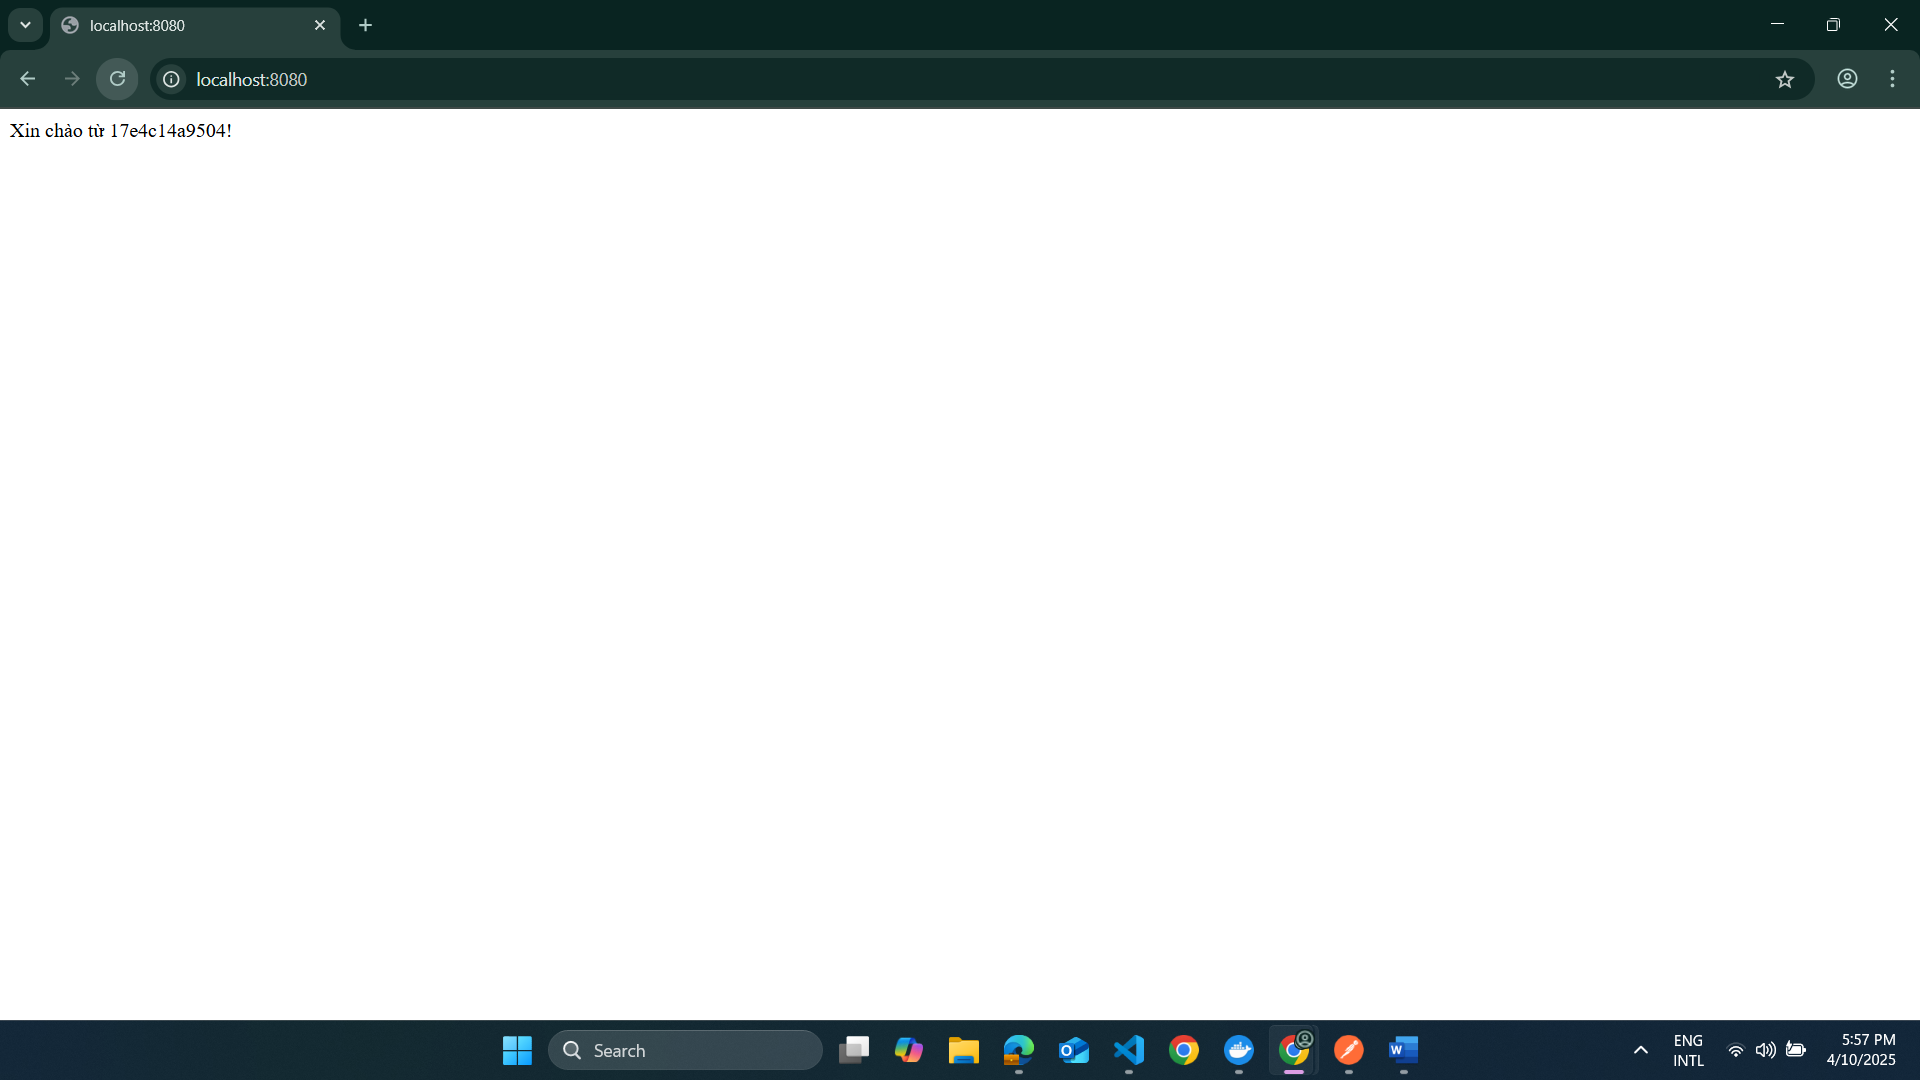 localhost:8080
localhost:8080
Xin chào từ 17e4c14a9504!
Search
ENG
INTL
5:57 PM
4/10/2025